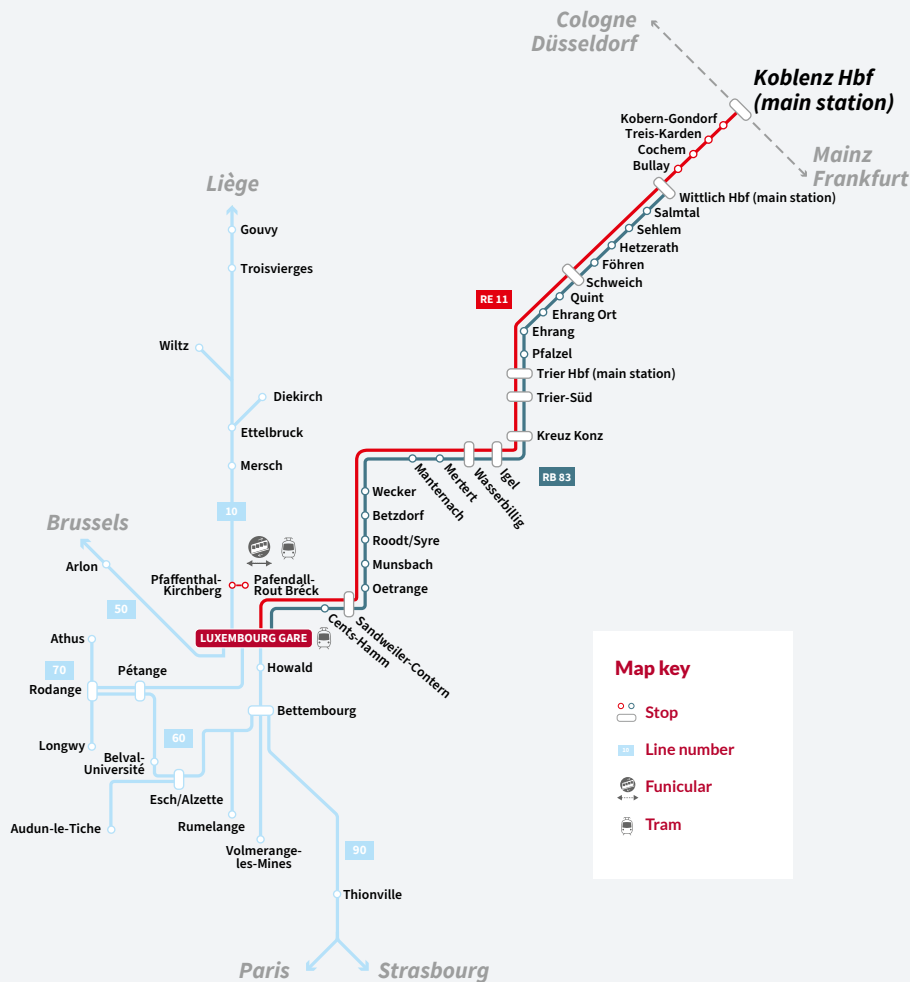 Cologne
Düsseldorf
Koblenz Hbf
(main station)
Mainz
Frankfurt
Kobern-Gondorf
Treis-Karden
Cochem
Bullay
Wittlich Hbf (main station)
Salmtal
Sehlem
Hetzerath
Föhren
Schweich
Quint
Ehrang Ort
Ehrang
Pfalzel
Trier Hbf (main station)
Trier-Süd
Kreuz Konz
RE 11
RB 83
Igel
Wasserbillig
Mertert
Manternach
Wecker
Betzdorf
Roodt/Syre
Munsbach
Oetrange
Sandweiler-Contern
Cents-Hamm
Liège
Gouvy
Troisvierges
Wiltz
Diekirch
Ettelbruck
Mersch
10
Brussels
Arlon
50
Pfaffenthal-
Kirchberg
Pafendall-
Rout Bréck
LUXEMBOURG GARE
Athus
70
Pétange
Rodange
Howald
Bettembourg
Longwy
60
Belval-
Université
Esch/Alzette
Audun-le-Tiche
Rumelange
Volmerange-
les-Mines
90
Thionville
Paris
Strasbourg
Map key
Stop
Line number
Funicular
Tram